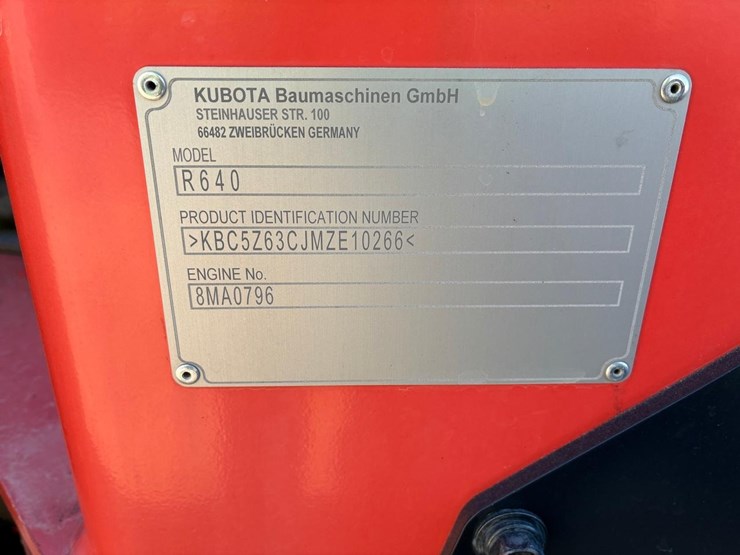 KUBOTA Baumaschinen GmbH
STEINHAUSER STR. 100
66482 ZWEIBRÜCKEN GERMANY
MODEL
R640
PRODUCT IDENTIFICATION NUMBER
>KBC5Z63CJMZE10266<
ENGINE No.
8MA0796